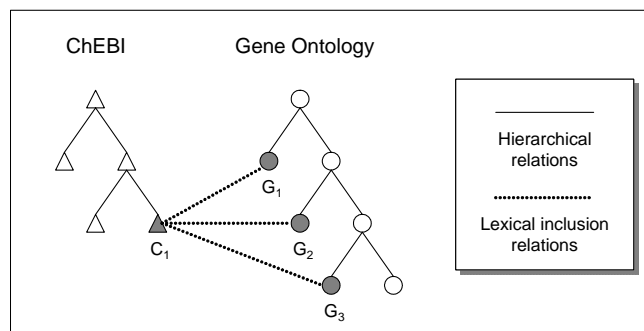 ChEBI
Gene Ontology
G1
C1
G2
G3
Hierarchical
relations
Lexical inclusion
relations